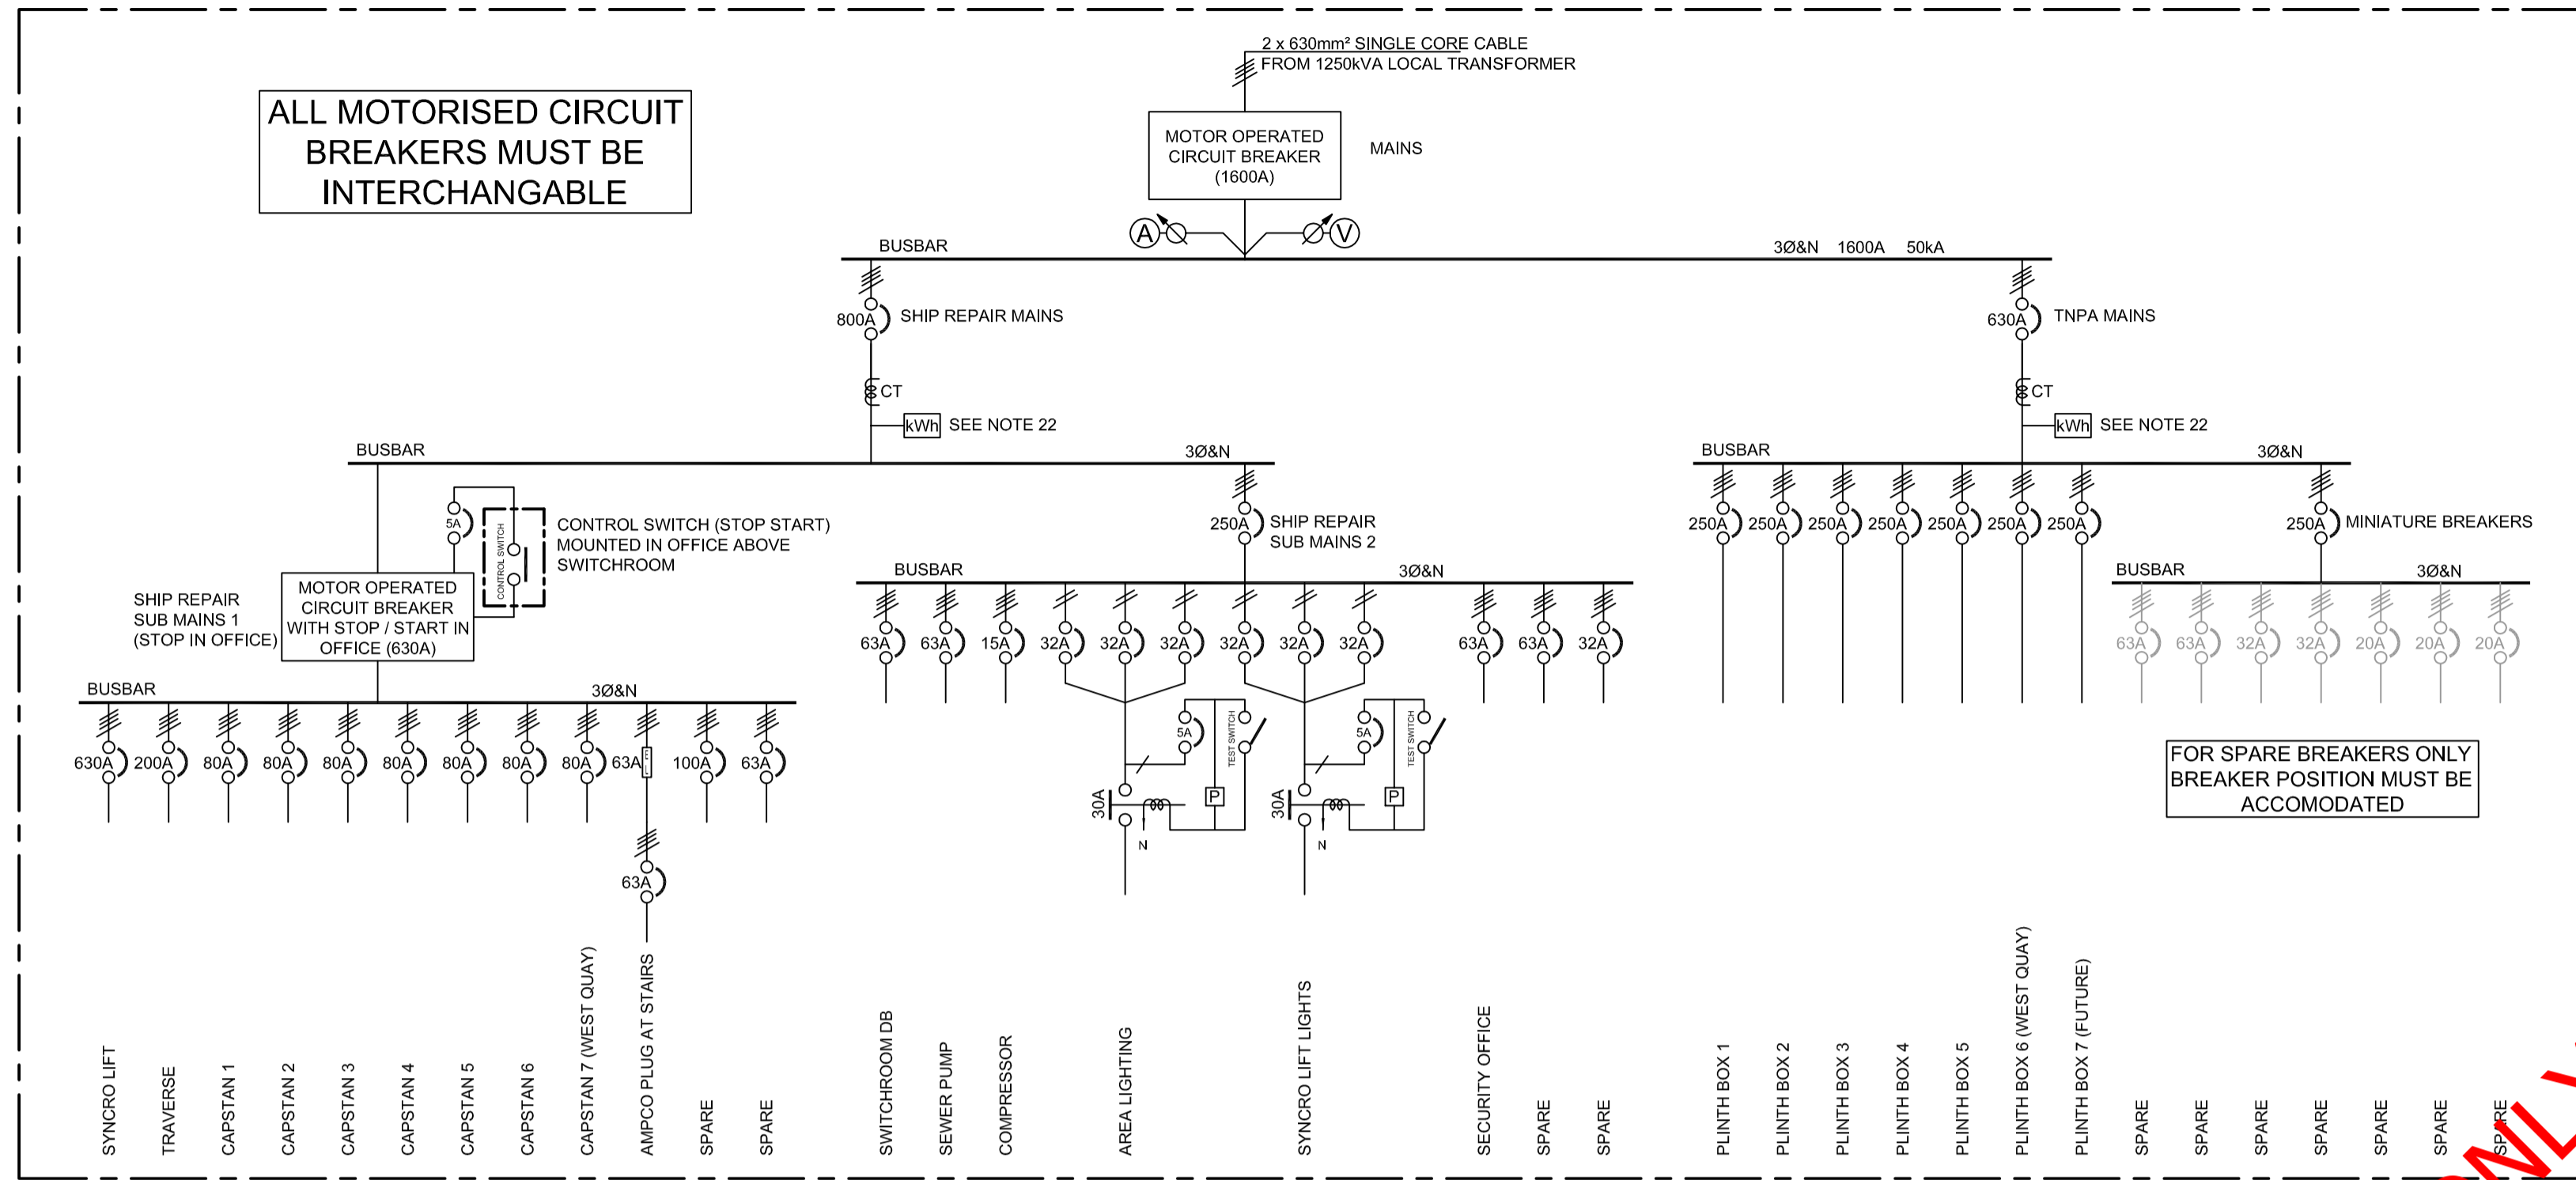 2 x 630mm² SINGLE CORE CABLE
FROM 1250kVA LOCAL TRANSFORMER
ALL MOTORISED CIRCUIT
BREAKERS MUST BE
INTERCHANGABLE
MOTOR OPERATED
CIRCUIT BREAKER
(1600A)
MAINS
A
V
BUSBAR
3Ø&N 1600A 50kA
800A
SHIP REPAIR MAINS
630A
TNPA MAINS
CT
CT
kWh
SEE NOTE 22
kWh
SEE NOTE 22
BUSBAR
3Ø&N
BUSBAR
3Ø&N
5A
CONTROL SWITCH
CONTROL SWITCH (STOP START)
MOUNTED IN OFFICE ABOVE
SWITCHROOM
250A
SHIP REPAIR
SUB MAINS 2
250A
250A
250A
250A
250A
250A
250A
250A
MINIATURE BREAKERS
SHIP REPAIR
SUB MAINS 1
(STOP IN OFFICE)
MOTOR OPERATED
CIRCUIT BREAKER
WITH STOP / START IN
OFFICE (630A)
BUSBAR
3Ø&N
BUSBAR
3Ø&N
63A
63A
15A
32A
32A
32A
32A
32A
32A
63A
63A
32A
63A
63A
32A
32A
20A
20A
20A
BUSBAR
3Ø&N
630A
200A
80A
80A
80A
80A
80A
80A
80A
63A
100A
63A
63A
5A
TEST SWITCH
P
30A
N
5A
TEST SWITCH
P
30A
N
FOR SPARE BREAKERS ONLY
BREAKER POSITION MUST BE
ACCOMODATED
SYNCRO LIFT
TRAVERSE
CAPSTAN 1
CAPSTAN 2
CAPSTAN 3
CAPSTAN 4
CAPSTAN 5
CAPSTAN 6
CAPSTAN 7 (WEST QUAY)
AMPCO PLUG AT STAIRS
SPARE
SPARE
SWITCHROOM DB
SEWER PUMP
COMPRESSOR
AREA LIGHTING
SYNCRO LIFT LIGHTS
SECURITY OFFICE
SPARE
SPARE
PLINTH BOX 1
PLINTH BOX 2
PLINTH BOX 3
PLINTH BOX 4
PLINTH BOX 5
PLINTH BOX 6 (WEST QUAY)
PLINTH BOX 7 (FUTURE)
SPARE
SPARE
SPARE
SPARE
SPARE
SPARE
SPARE
ONLY